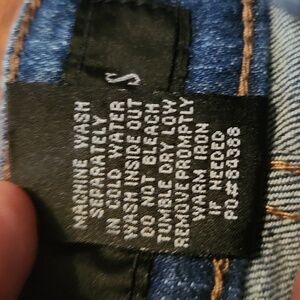 S
MACHINE WASH
SEPARATELY
IN COLD WATER
WASH INSIDE OUT
DO NOT BLEACH
TUMBLE DRY LOW
REMOVE PROMPTLY
WARM IRON
IF NEEDED
PO#84388